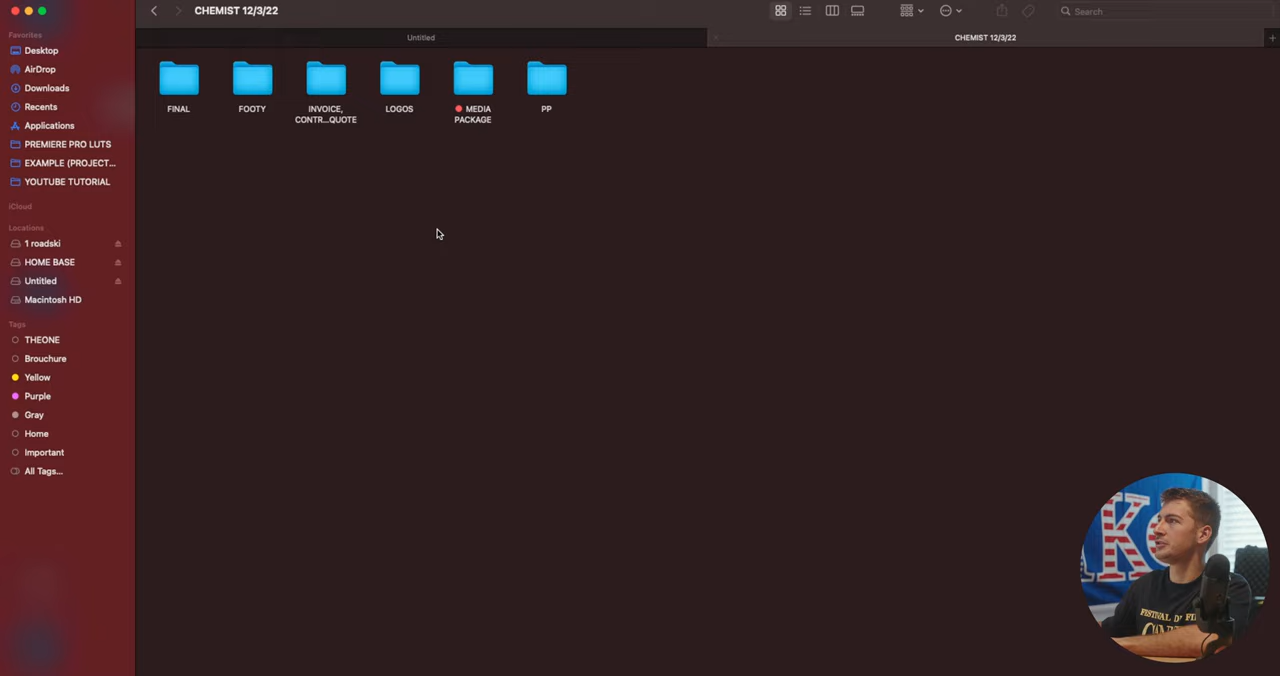 CHEMIST 12/3/22
Search
Untitled
CHEMIST 12/3/22
Favorites
Desktop
AirDrop
Downloads
Recents
Applications
PREMIERE PRO LUTS
EXAMPLE (PROJECT...
YOUTUBE TUTORIAL
iCloud
Locations
1 roadski
HOME BASE
Untitled
Macintosh HD
Tags
THEONE
Brouchure
Yellow
Purple
Gray
Home
Important
All Tags...
FINAL
FOOTY
INVOICE,
CONTR...QUOTE
LOGOS
MEDIA
PACKAGE
PP
FESTIVAL DU